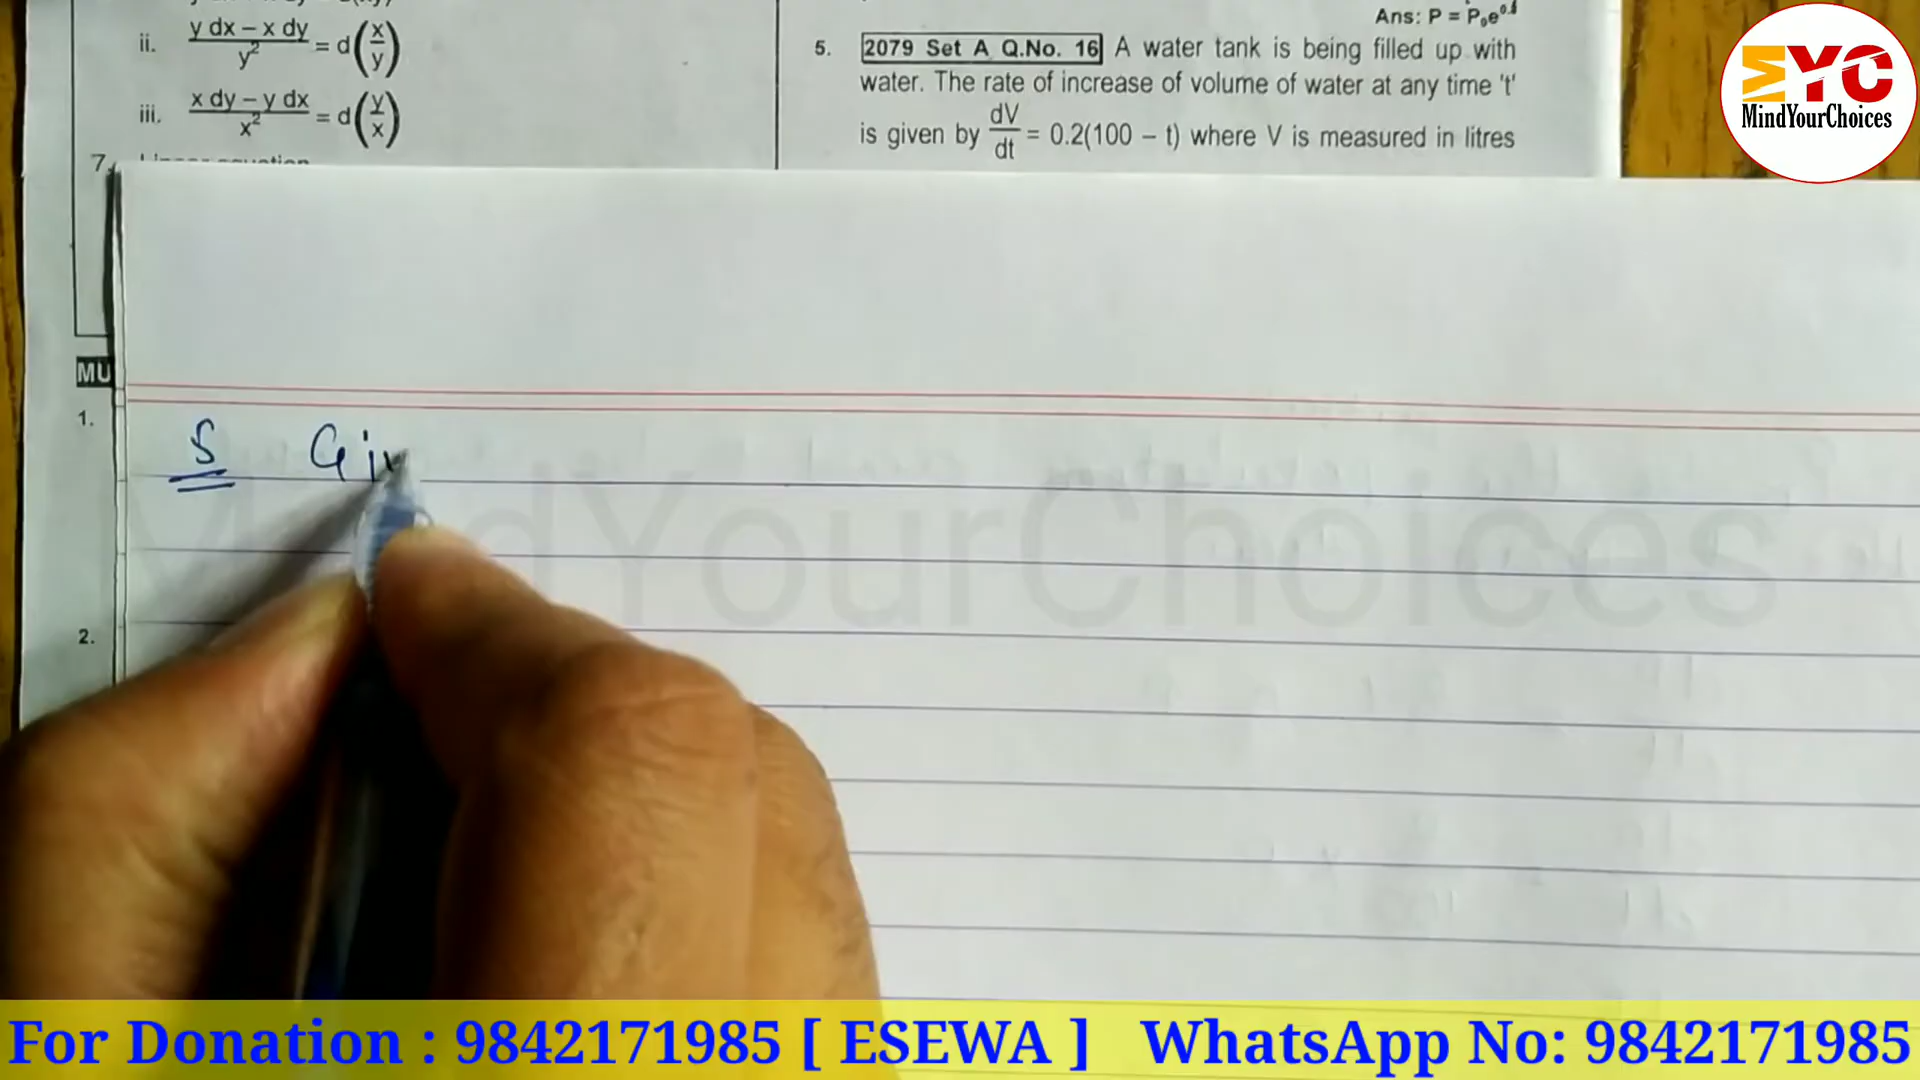 ii. y dx – x dy / y² = d(x/y)
iii. x dy – y dx / x² = d(y/x)
7.
MU
1.
2.
Ans: P = P₀e
5. 2079 Set A Q.No. 16 A water tank is being filled up with
water. The rate of increase of volume of water at any time 't'
is given by dV/dt = 0.2(100 – t) where V is measured in litres
MYC
MindYourChoices
S Giv
MindYourChoices
For Donation : 9842171985 [ ESEWA ] WhatsApp No: 9842171985